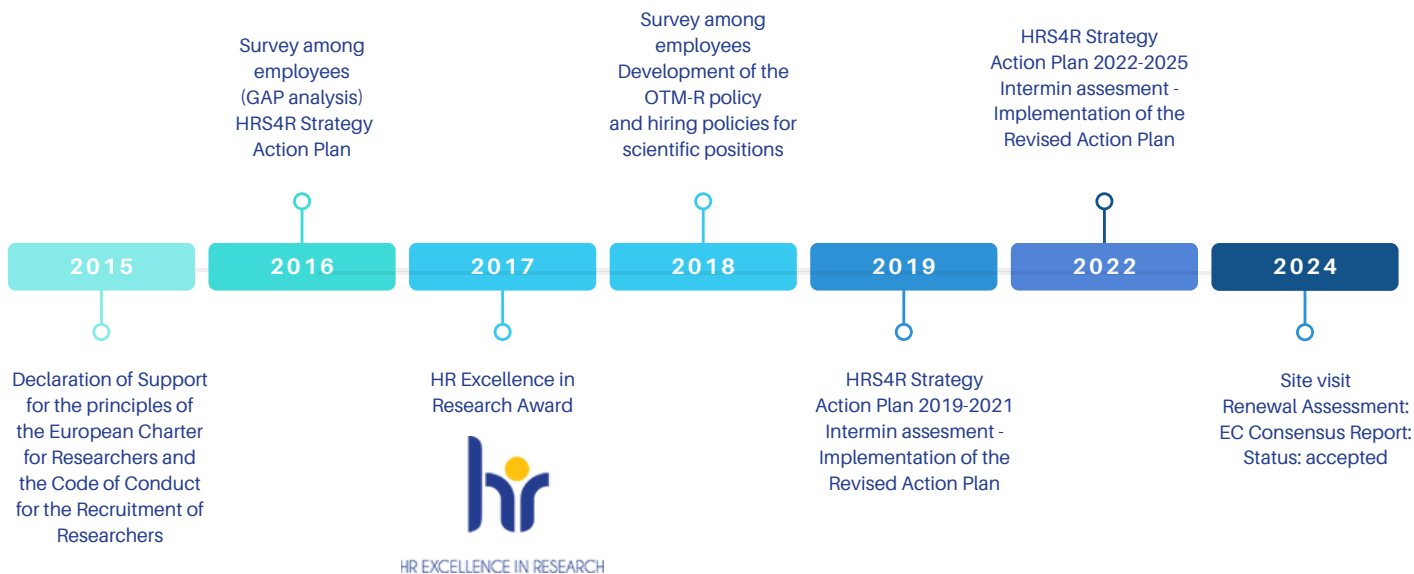 Survey among
employees
(GAP analysis)
HRS4R Strategy
Action Plan
Survey among
employees
Development of the
OTM-R policy
and hiring policies for
scientific positions
HRS4R Strategy
Action Plan 2022-2025
Intermin assesment -
Implementation of the
Revised Action Plan
2015
2016
2017
2018
2019
2022
2024
Declaration of Support
for the principles of
the European Charter
for Researchers and
the Code of Conduct
for the Recruitment of
Researchers
HR Excellence in
Research Award
hr
HR EXCELLENCE IN RESEARCH
HRS4R Strategy
Action Plan 2019-2021
Intermin assesment -
Implementation of the
Revised Action Plan
Site visit
Renewal Assessment:
EC Consensus Report:
Status: accepted